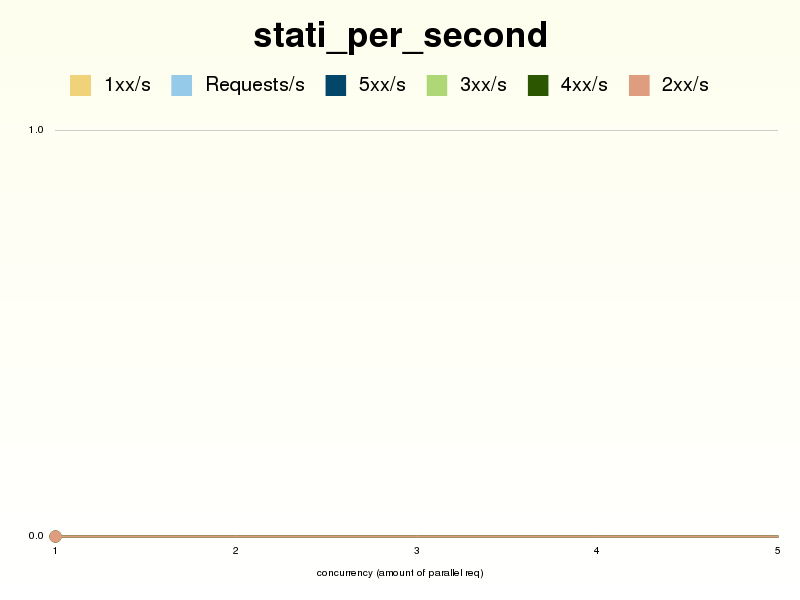 stati_per_second
1xx/s Requests/s 5xx/s 3xx/s 4xx/s 2xx/s
1.0
0.0
1 2 3 4 5
concurrency (amount of parallel req)